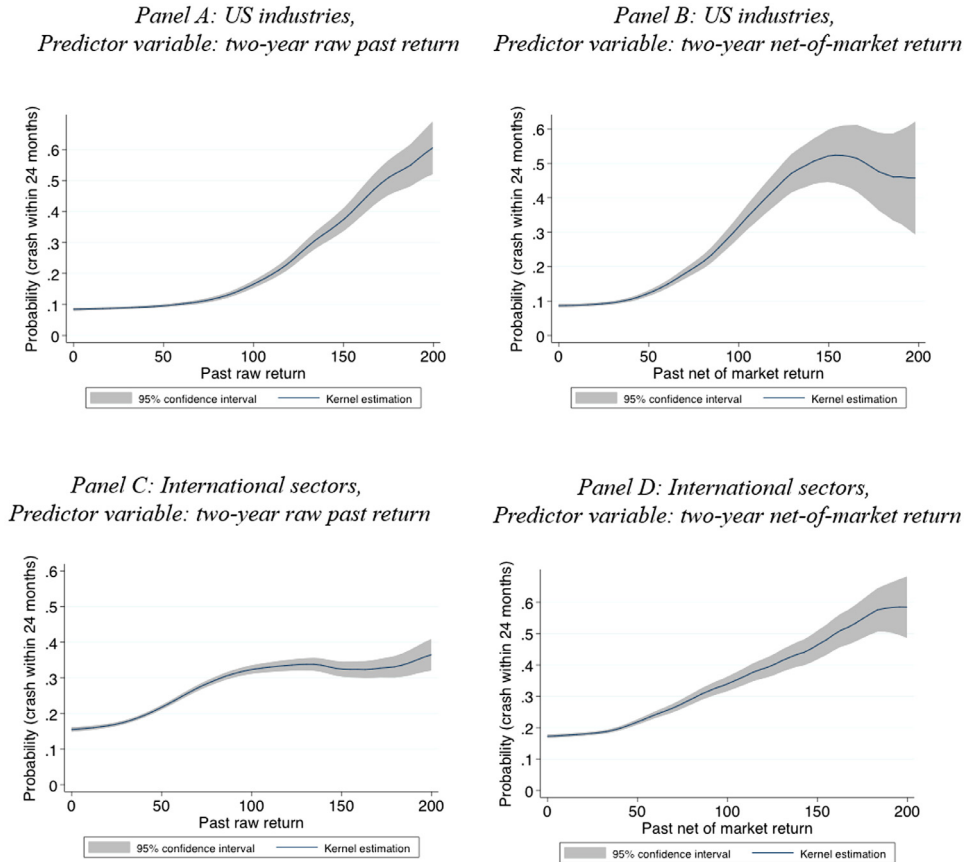 Panel A: US industries,
Predictor variable: two-year raw past return
Probability (crash within 24 months)
.6
.5
.4
.3
.2
.1
0
0 50 100 150 200
Past raw return
95% confidence interval Kernel estimation
Panel B: US industries,
Predictor variable: two-year net-of-market return
Probability (crash within 24 months)
.6
.5
.4
.3
.2
.1
0
0 50 100 150 200
Past net of market return
95% confidence interval Kernel estimation
Panel C: International sectors,
Predictor variable: two-year raw past return
Probability (crash within 24 months)
.6
.5
.4
.3
.2
.1
0
0 50 100 150 200
Past raw return
95% confidence interval Kernel estimation
Panel D: International sectors,
Predictor variable: two-year net-of-market return
Probability (crash within 24 months)
.6
.5
.4
.3
.2
.1
0
0 50 100 150 200
Past net of market return
95% confidence interval Kernel estimation